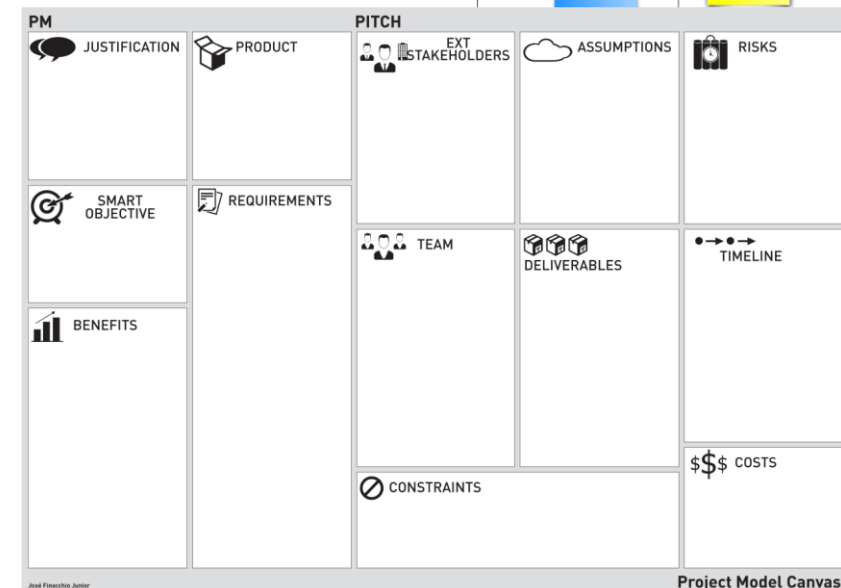 PM
PITCH
JUSTIFICATION
PRODUCT
EXT
STAKEHOLDERS
ASSUMPTIONS
RISKS
SMART
OBJECTIVE
REQUIREMENTS
TEAM
DELIVERABLES
TIMELINE
BENEFITS
$$$ COSTS
CONSTRAINTS
José Finocchio Junior
Project Model Canvas